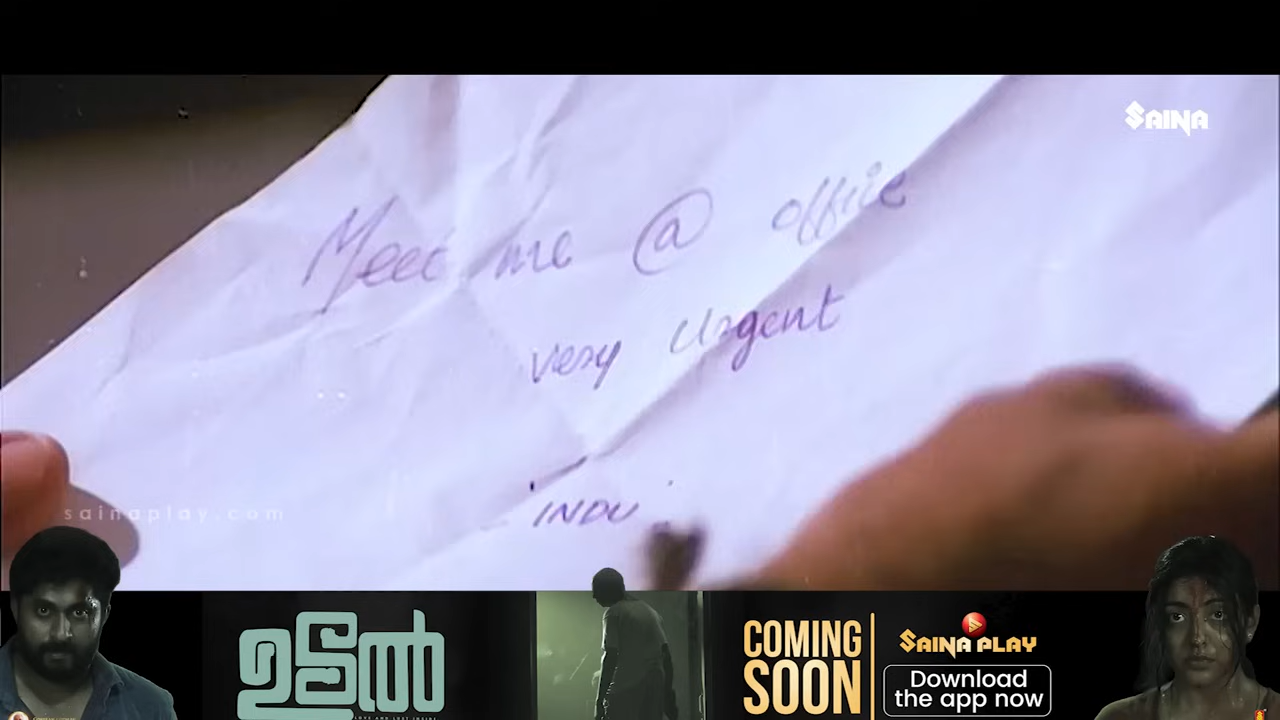 SAINA
Meet me @ office
very urgent
INDU
sainaplay.com
ഉടൽ
COMING
SOON
SAINA PLAY
Download
the app now